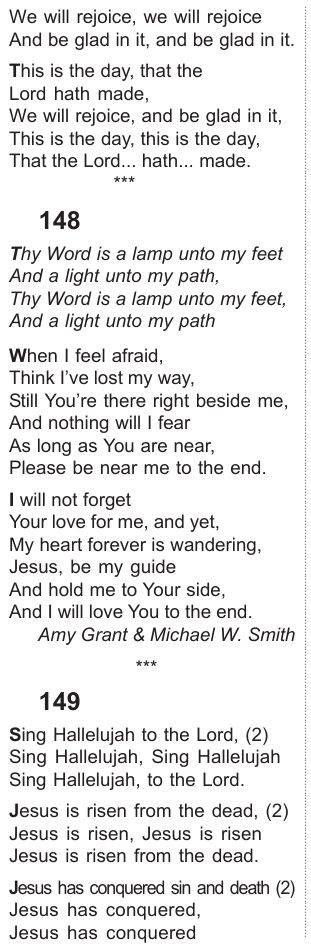 We will rejoice, we will rejoice
And be glad in it, and be glad in it.
This is the day, that the
Lord hath made,
We will rejoice, and be glad in it,
This is the day, this is the day,
That the Lord... hath... made.
***
148
Thy Word is a lamp unto my feet
And a light unto my path,
Thy Word is a lamp unto my feet,
And a light unto my path
When I feel afraid,
Think I've lost my way,
Still You're there right beside me,
And nothing will I fear
As long as You are near,
Please be near me to the end.
I will not forget
Your love for me, and yet,
My heart forever is wandering,
Jesus, be my guide
And hold me to Your side,
And I will love You to the end.
Amy Grant & Michael W. Smith
***
149
Sing Hallelujah to the Lord, (2)
Sing Hallelujah, Sing Hallelujah
Sing Hallelujah, to the Lord.
Jesus is risen from the dead, (2)
Jesus is risen, Jesus is risen
Jesus is risen from the dead.
Jesus has conquered sin and death (2)
Jesus has conquered,
Jesus has conquered